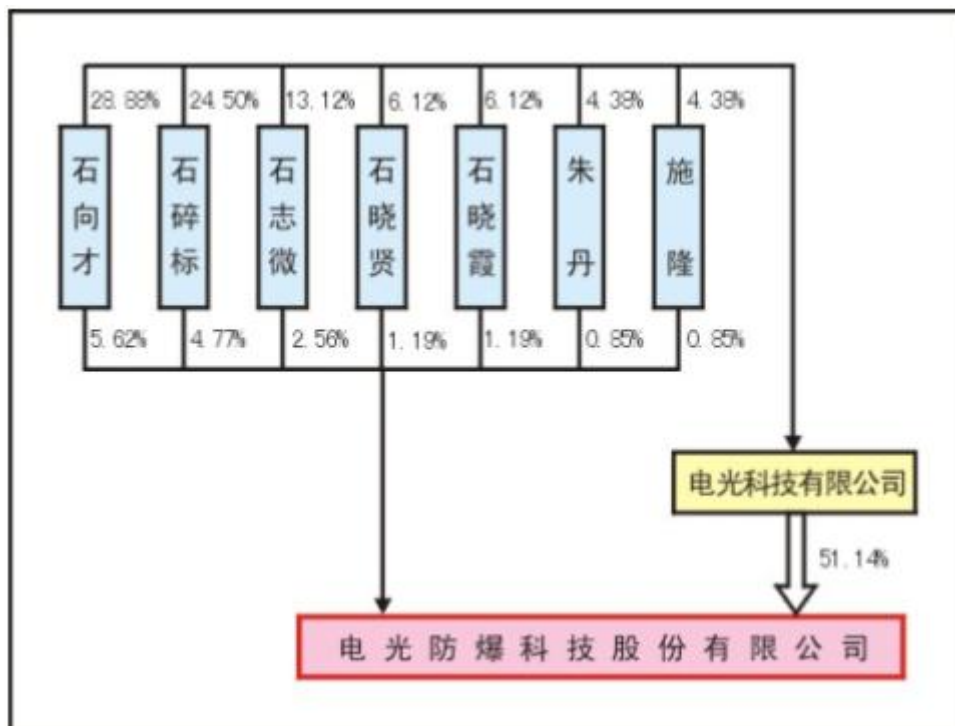 28.88% 24.50% 13.12% 6.12% 6.12% 4.38% 4.38%
石向才
石碎标
石志微
石晓贤
石晓霞
朱丹
施隆
5.62% 4.77% 2.56% 1.19% 1.19% 0.85% 0.85%
电光科技有限公司
51.14%
电光防爆科技股份有限公司